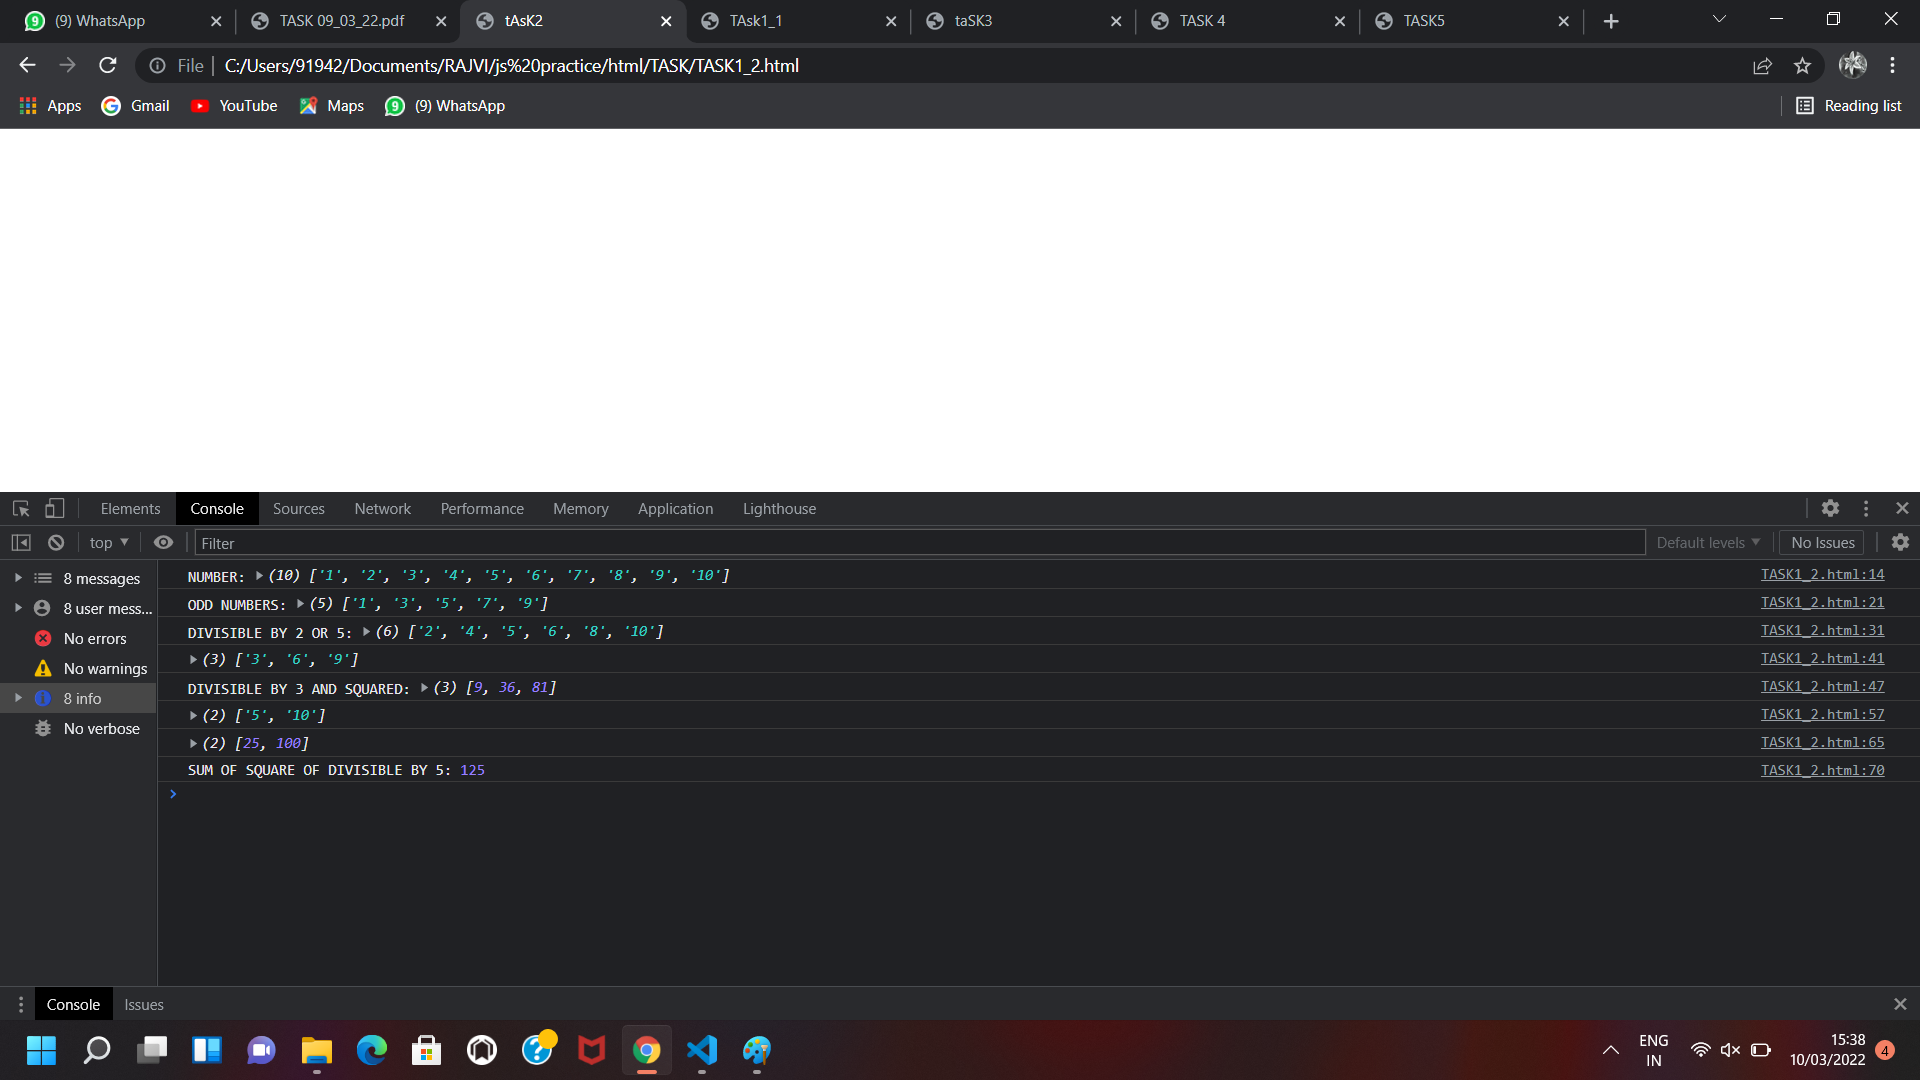 (9) WhatsApp
TASK 09_03_22.pdf
tAsK2
TAsk1_1
taSK3
TASK 4
TASK5
File
C:/Users/91942/Documents/RAJVI/js%20practice/html/TASK/TASK1_2.html
Apps
Gmail
YouTube
Maps
(9) WhatsApp
Reading list
Elements
Console
Sources
Network
Performance
Memory
Application
Lighthouse
top
Filter
Default levels
No Issues
8 messages
8 user mess...
No errors
No warnings
8 info
No verbose
NUMBER: (10) ['1', '2', '3', '4', '5', '6', '7', '8', '9', '10'] TASK1_2.html:14
ODD NUMBERS: (5) ['1', '3', '5', '7', '9'] TASK1_2.html:21
DIVISIBLE BY 2 OR 5: (6) ['2', '4', '5', '6', '8', '10'] TASK1_2.html:31
(3) ['3', '6', '9'] TASK1_2.html:41
DIVISIBLE BY 3 AND SQUARED: (3) [9, 36, 81] TASK1_2.html:47
(2) ['5', '10'] TASK1_2.html:57
(2) [25, 100] TASK1_2.html:65
SUM OF SQUARE OF DIVISIBLE BY 5: 125 TASK1_2.html:70
Console
Issues
ENG
IN
15:38
10/03/2022
4